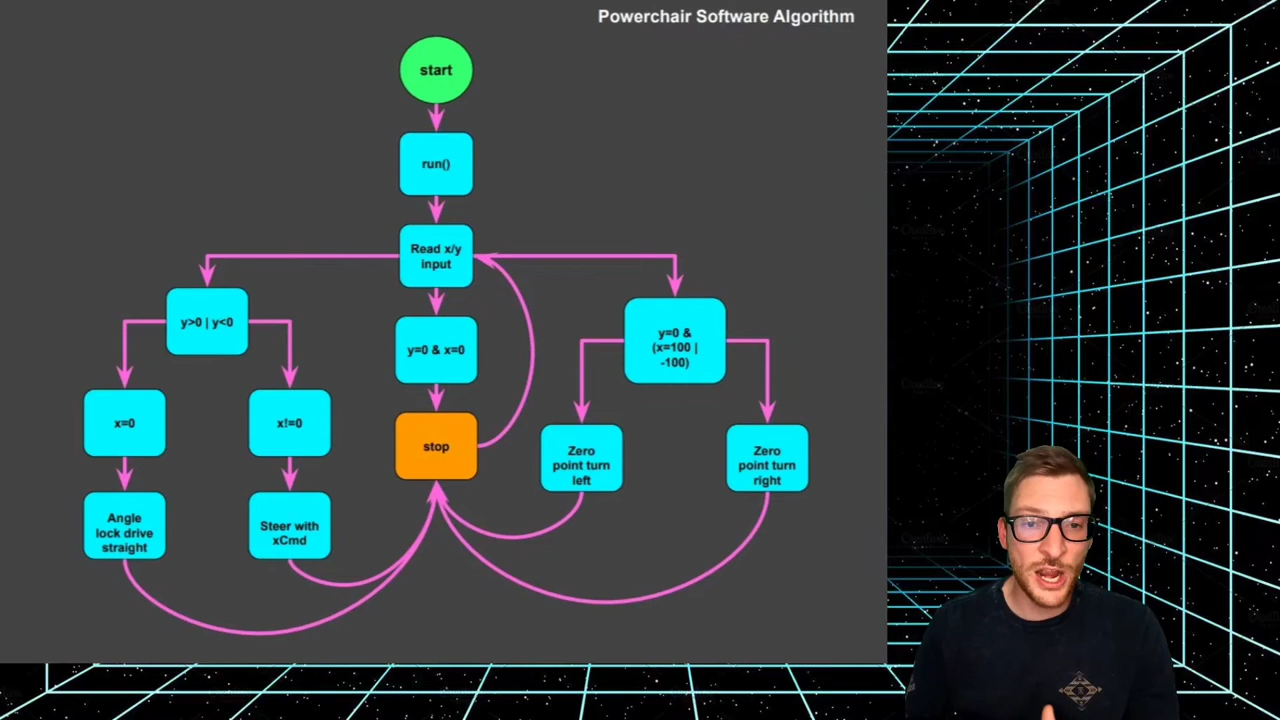 Powerchair Software Algorithm
start
run()
Read x/y
input
y>0 | y<0
y=0 & x=0
y=0 &
(x=100 |
-100)
x=0
x!=0
stop
Zero
point turn
left
Zero
point turn
right
Angle
lock drive
straight
Steer with
xCmd